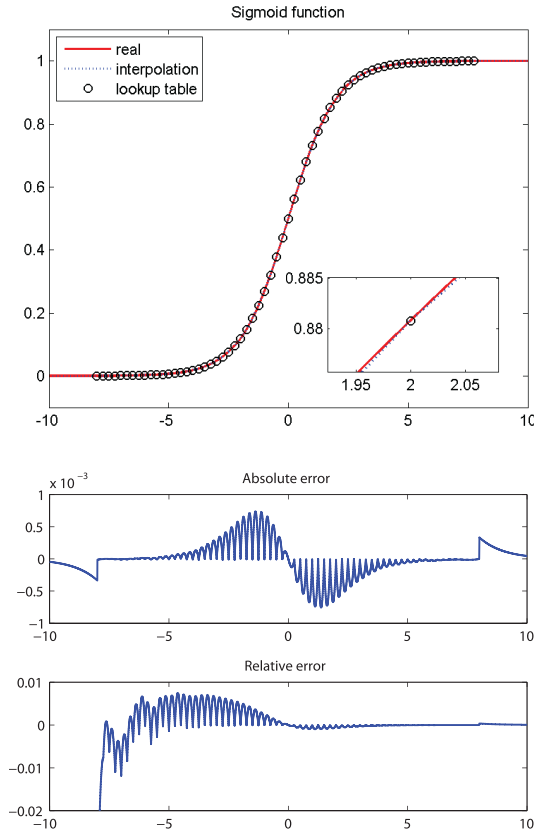 Sigmoid function
real
interpolation
lookup table
1
0.8
0.6
0.4
0.2
0
0.885
0.88
1.95 2 2.05
-10 -5 0 5 10
Absolute error
x 10 −3
1
0.5
0
−0.5
−1
−10 −5 0 5 10
Relative error
0.01
0
−0.01
−0.02
−10 −5 0 5 10